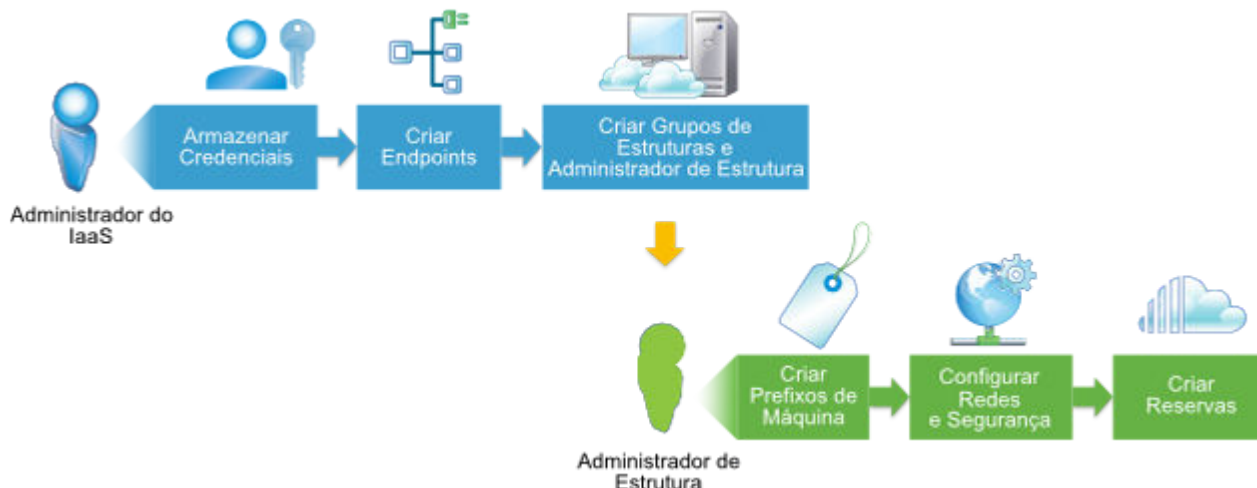 Armazenar
Credenciais
Criar
Endpoints
Criar Grupos de
Estruturas e
Administrador de Estrutura
Administrador do
IaaS
Criar
Prefixos de
Máquina
Configurar
Redes
e Segurança
Criar
Reservas
Administrador de
Estrutura